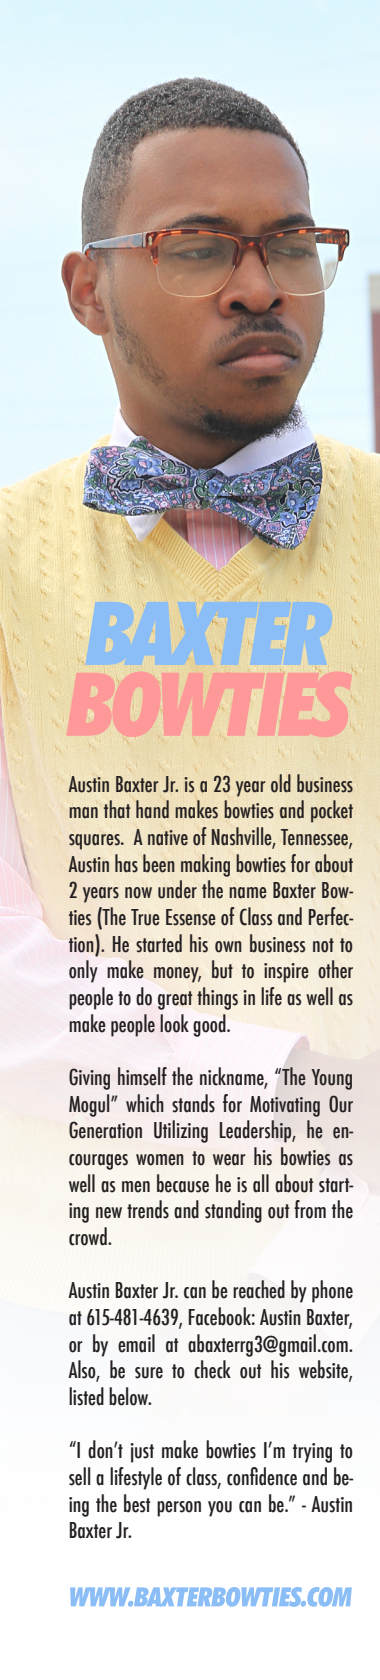 BAXTER
BOWTIES
Austin Baxter Jr. is a 23 year old business
man that hand makes bowties and pocket
squares. A native of Nashville, Tennessee,
Austin has been making bowties for about
2 years now under the name Baxter Bow-
ties (The True Essense of Class and Perfec-
tion). He started his own business not to
only make money, but to inspire other
people to do great things in life as well as
make people look good.
Giving himself the nickname, “The Young
Mogul” which stands for Motivating Our
Generation Utilizing Leadership, he en-
courages women to wear his bowties as
well as men because he is all about start-
ing new trends and standing out from the
crowd.
Austin Baxter Jr. can be reached by phone
at 615-481-4639, Facebook: Austin Baxter,
or by email at abaxterrg3@gmail.com.
Also, be sure to check out his website,
listed below.
“I don’t just make bowties I’m trying to
sell a lifestyle of class, confidence and be-
ing the best person you can be.” - Austin
Baxter Jr.
WWW.BAXTERBOWTIES.COM